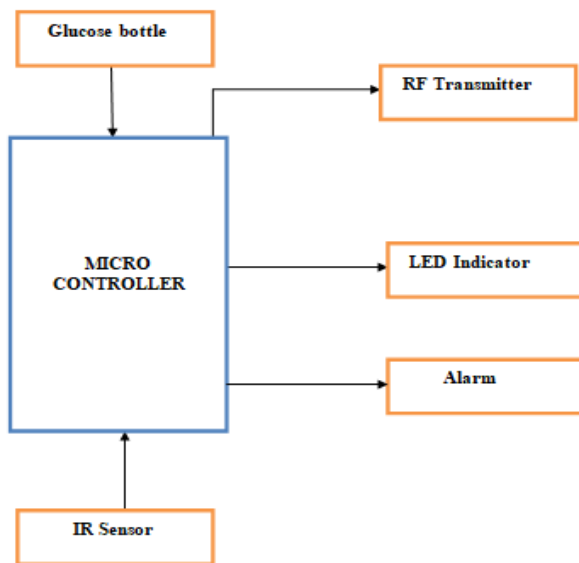 Glucose bottle
RF Transmitter
MICRO
CONTROLLER
LED Indicator
Alarm
IR Sensor